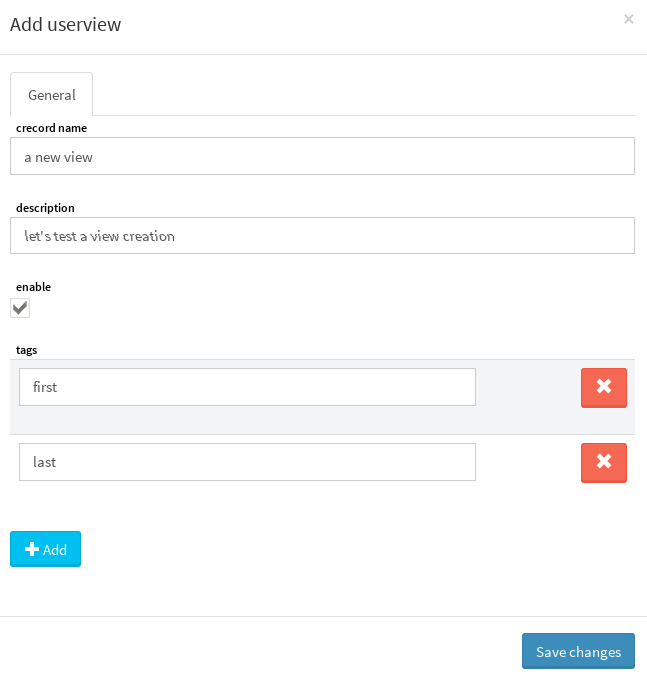 Add userview
×
General
crecord name
a new view
description
let's test a view creation
enable
tags
first
last
Add
Save changes